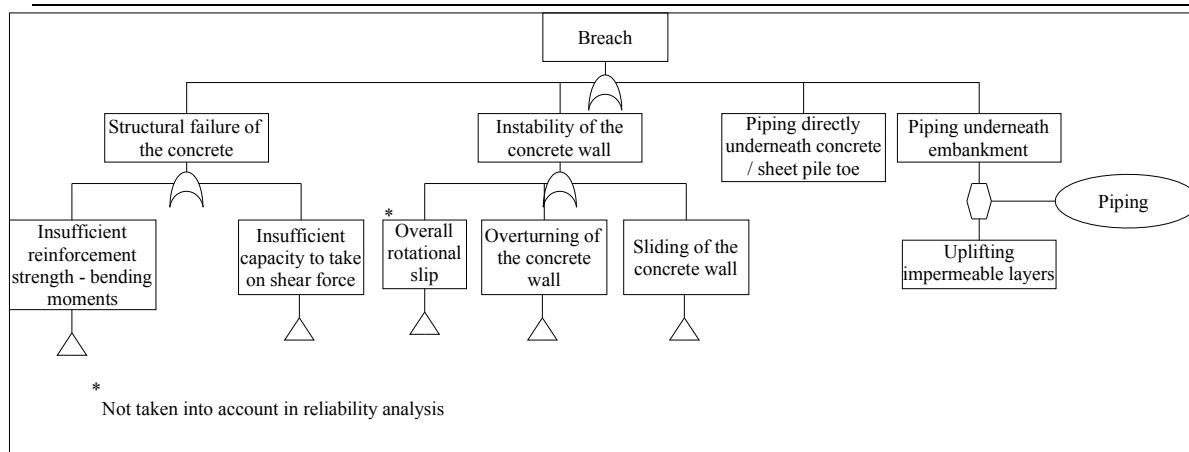 Breach
Structural failure of
the concrete
Instability of the
concrete wall
Piping directly
underneath concrete
/ sheet pile toe
Piping underneath
embankment
Piping
Insufficient
reinforcement
strength - bending
moments
Insufficient
capacity to take
on shear force
*
Overall
rotational
slip
Overturning of
the concrete
wall
Sliding of the
concrete wall
Uplifting
impermeable layers
*
Not taken into account in reliability analysis